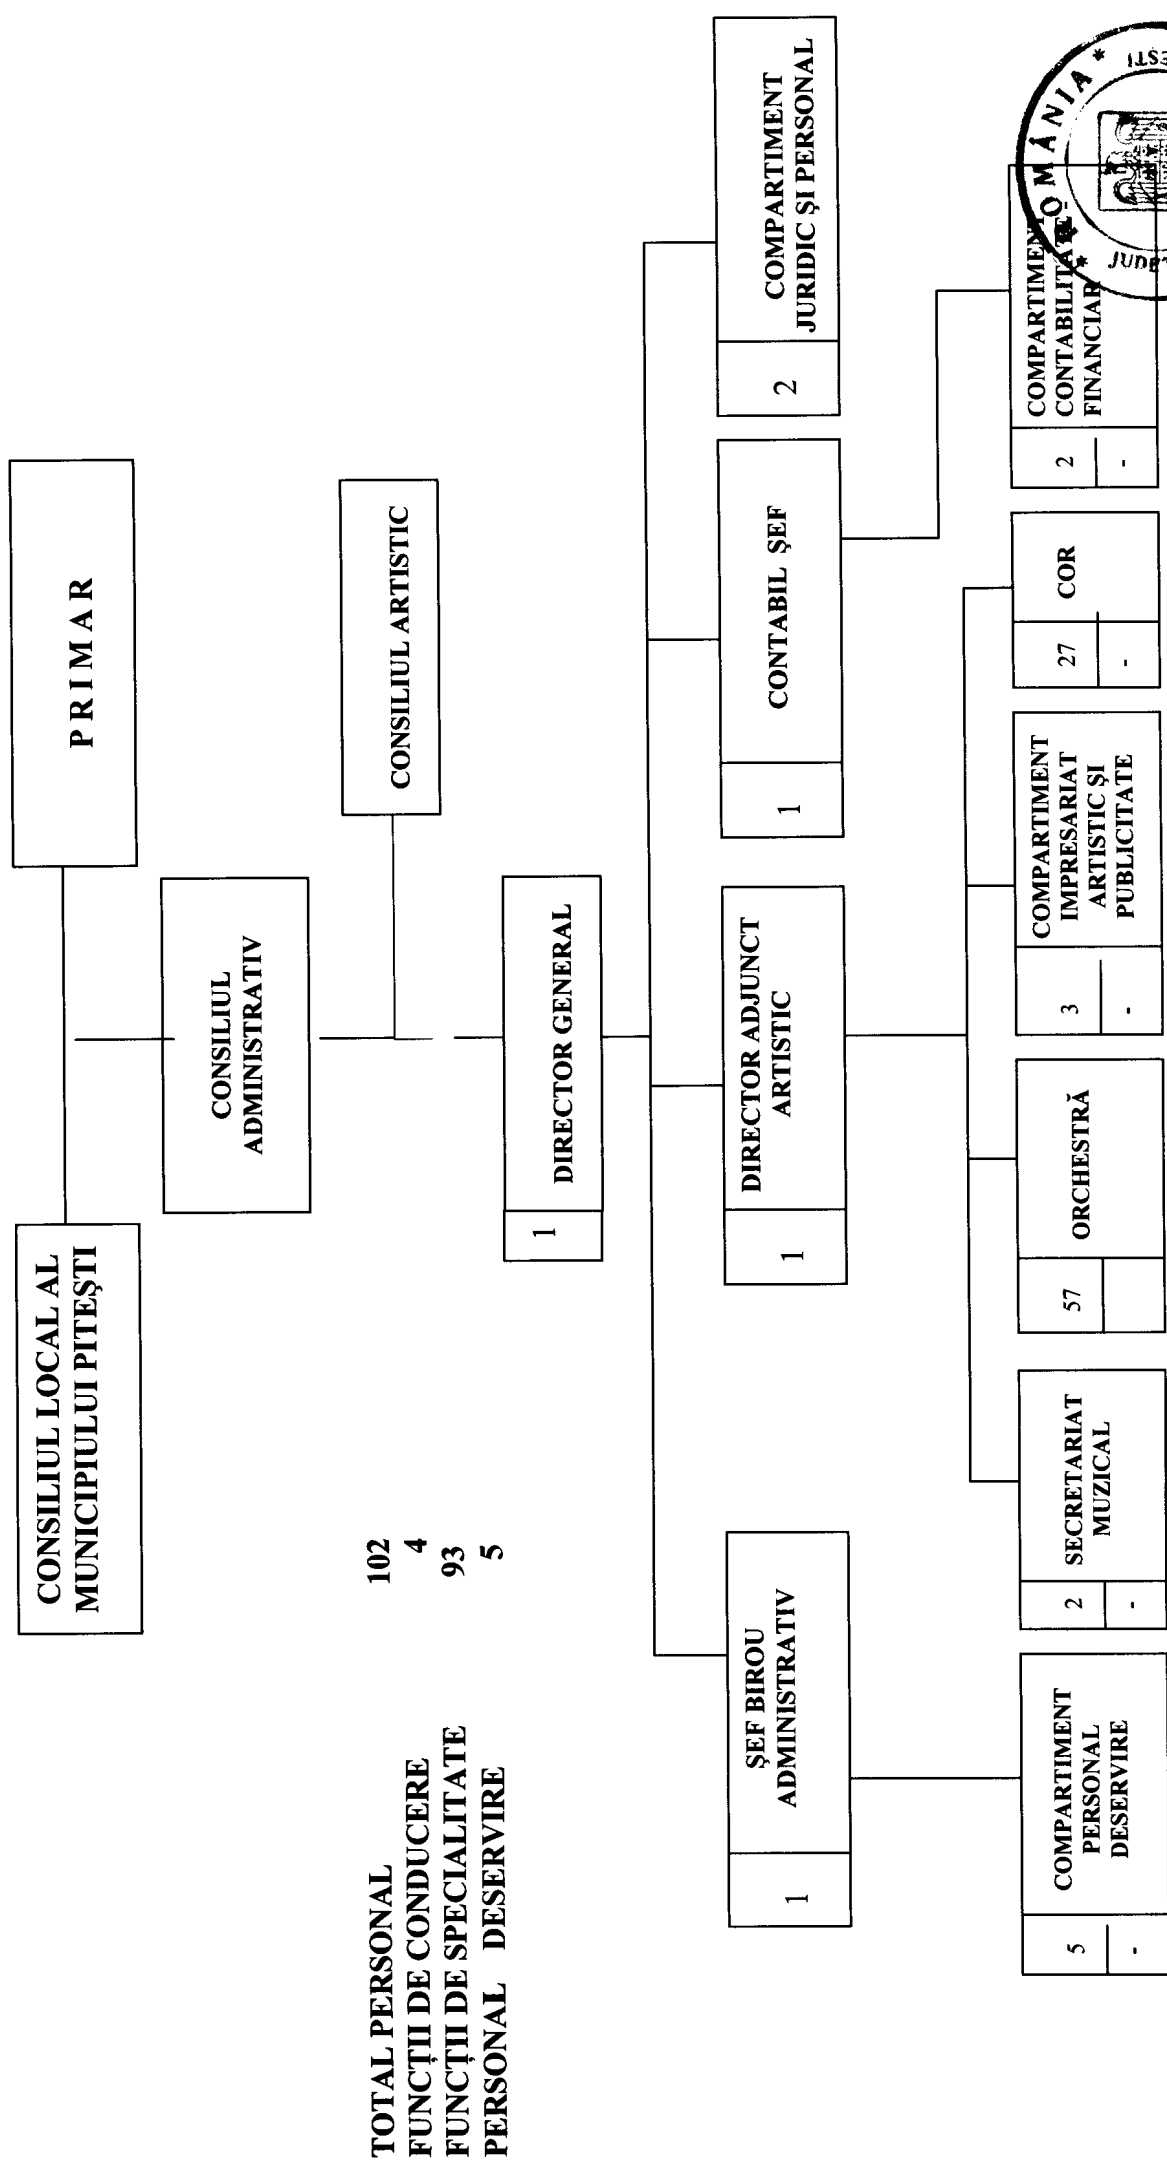 CONSILIUL LOCAL AL
MUNICIPIULUI PITEȘTI
P R I M A R
CONSILIUL
ADMINISTRATIV
CONSILIUL ARTISTIC
TOTAL PERSONAL 102
FUNCȚII DE CONDUCERE 4
FUNCȚII DE SPECIALITATE 93
PERSONAL DESERVIRE 5
1
DIRECTOR GENERAL
1
ȘEF BIROU
ADMINISTRATIV
1
DIRECTOR ADJUNCT
ARTISTIC
1
CONTABIL ȘEF
2
COMPARTIMENT
JURIDIC ȘI PERSONAL
5
-
COMPARTIMENT
PERSONAL
DESERVIRE
2
-
SECRETARIAT
MUZICAL
57
ORCHESTRĂ
3
-
COMPARTIMENT
IMPRESARIAT
ARTISTIC ȘI
PUBLICITATE
27
-
COR
2
-
COMPARTIMENT
CONTABILITATE-
FINANCIAR
* ROMÂNIA *